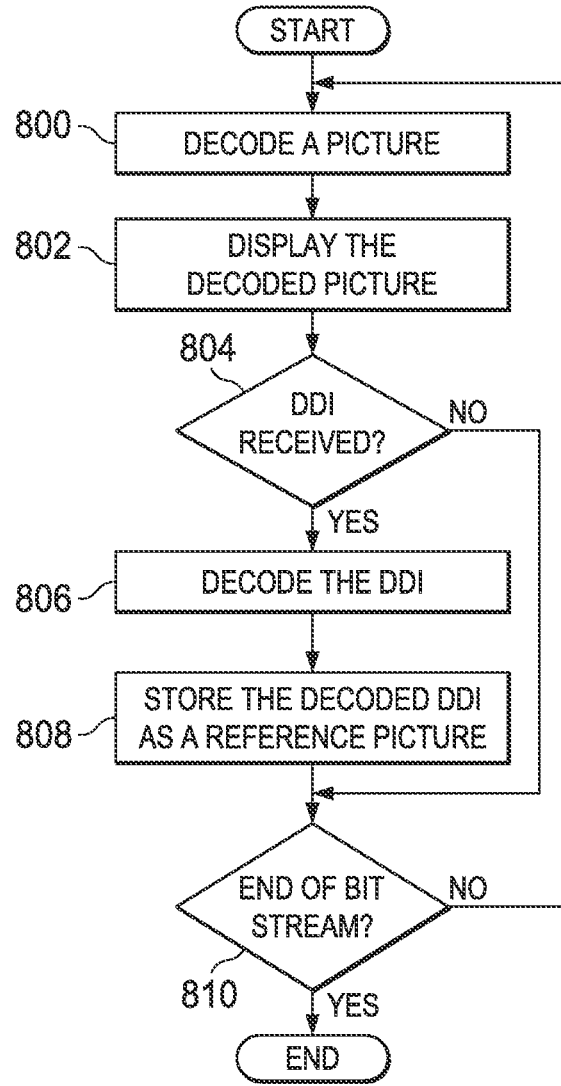 START
800
DECODE A PICTURE
802
DISPLAY THE
DECODED PICTURE
804
DDI
RECEIVED?
NO
YES
806
DECODE THE DDI
808
STORE THE DECODED DDI
AS A REFERENCE PICTURE
END OF BIT
STREAM?
NO
810
YES
END